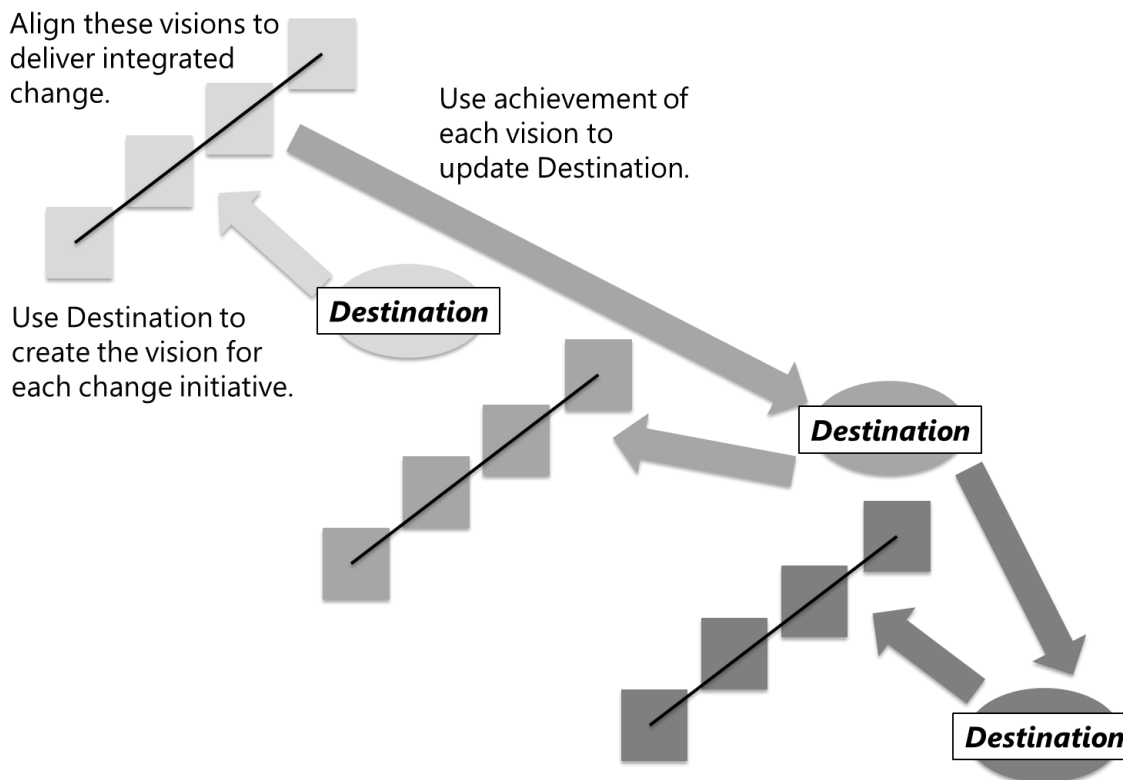 Align these visions to
deliver integrated
change.
Use achievement of
each vision to
update Destination.
Use Destination to
create the vision for
each change initiative.
Destination
Destination
Destination